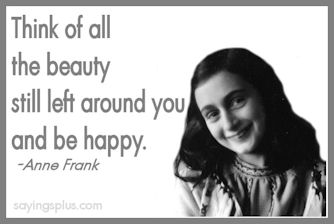 Think of all
the beauty
still left around you
and be happy.
-Anne Frank
sayingsplus.com